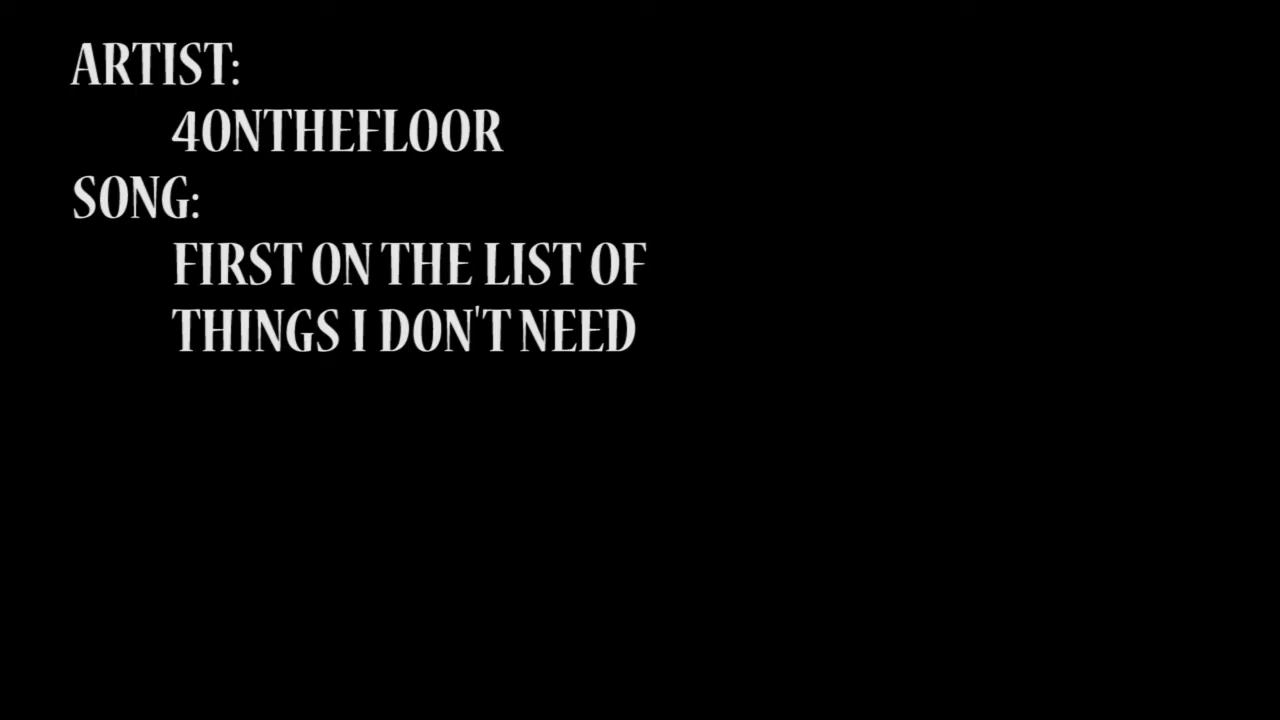 ARTIST:
4ONTHEFLOOR
SONG:
FIRST ON THE LIST OF
THINGS I DON'T NEED